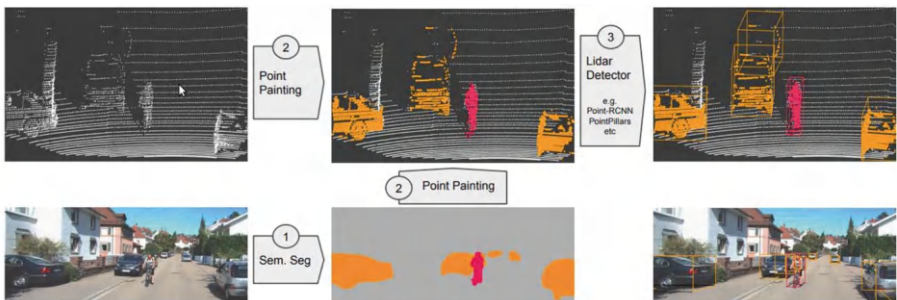 2
Point
Painting
3
Lidar
Detector
e.g.
Point-RCNN
PointPillars
etc
2 Point Painting
1
Sem. Seg